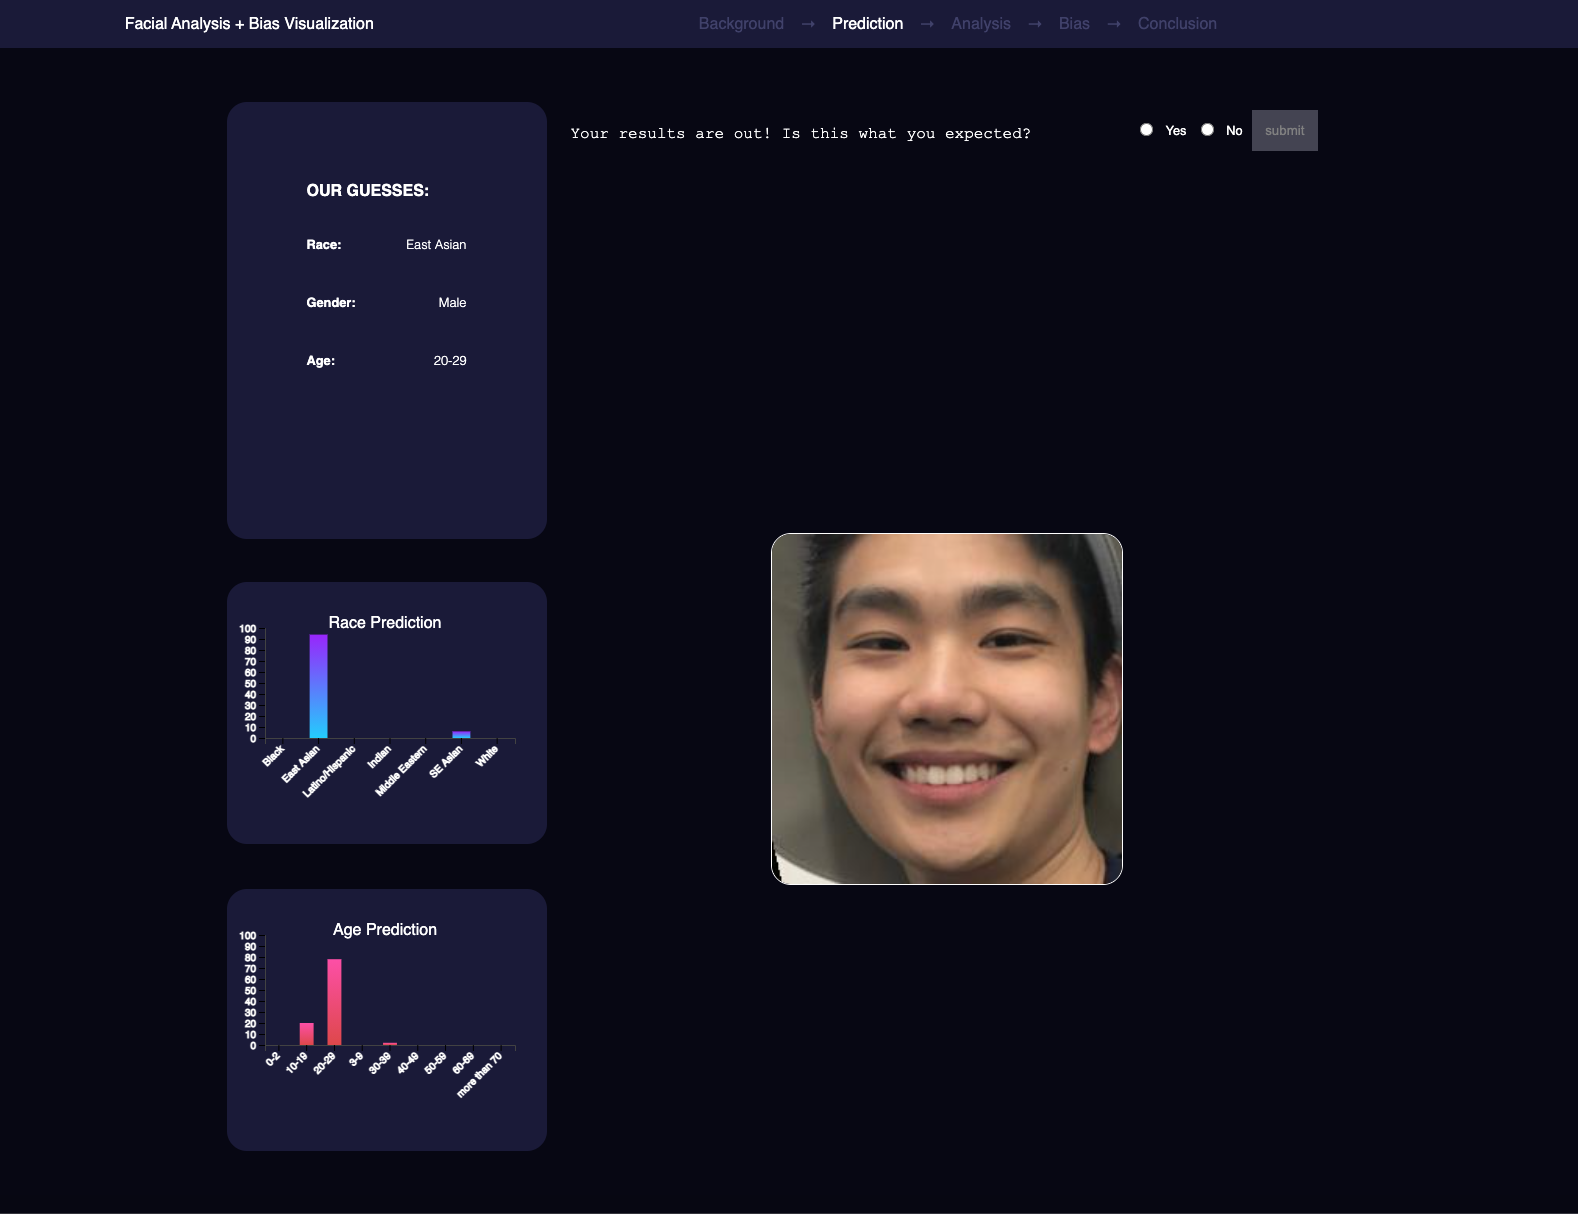 Facial Analysis + Bias Visualization
Background → Prediction → Analysis → Bias → Conclusion
Your results are out! Is this what you expected?
Yes No submit
OUR GUESSES:
Race: East Asian
Gender: Male
Age: 20-29
Race Prediction
100
90
80
70
60
50
40
30
20
10
0
Black East Asian Latino/Hispanic Indian Middle Eastern SE Asian White
Age Prediction
100
90
80
70
60
50
40
30
20
10
0
0-2 10-19 20-29 3-9 30-39 40-49 50-59 60-69 more than 70